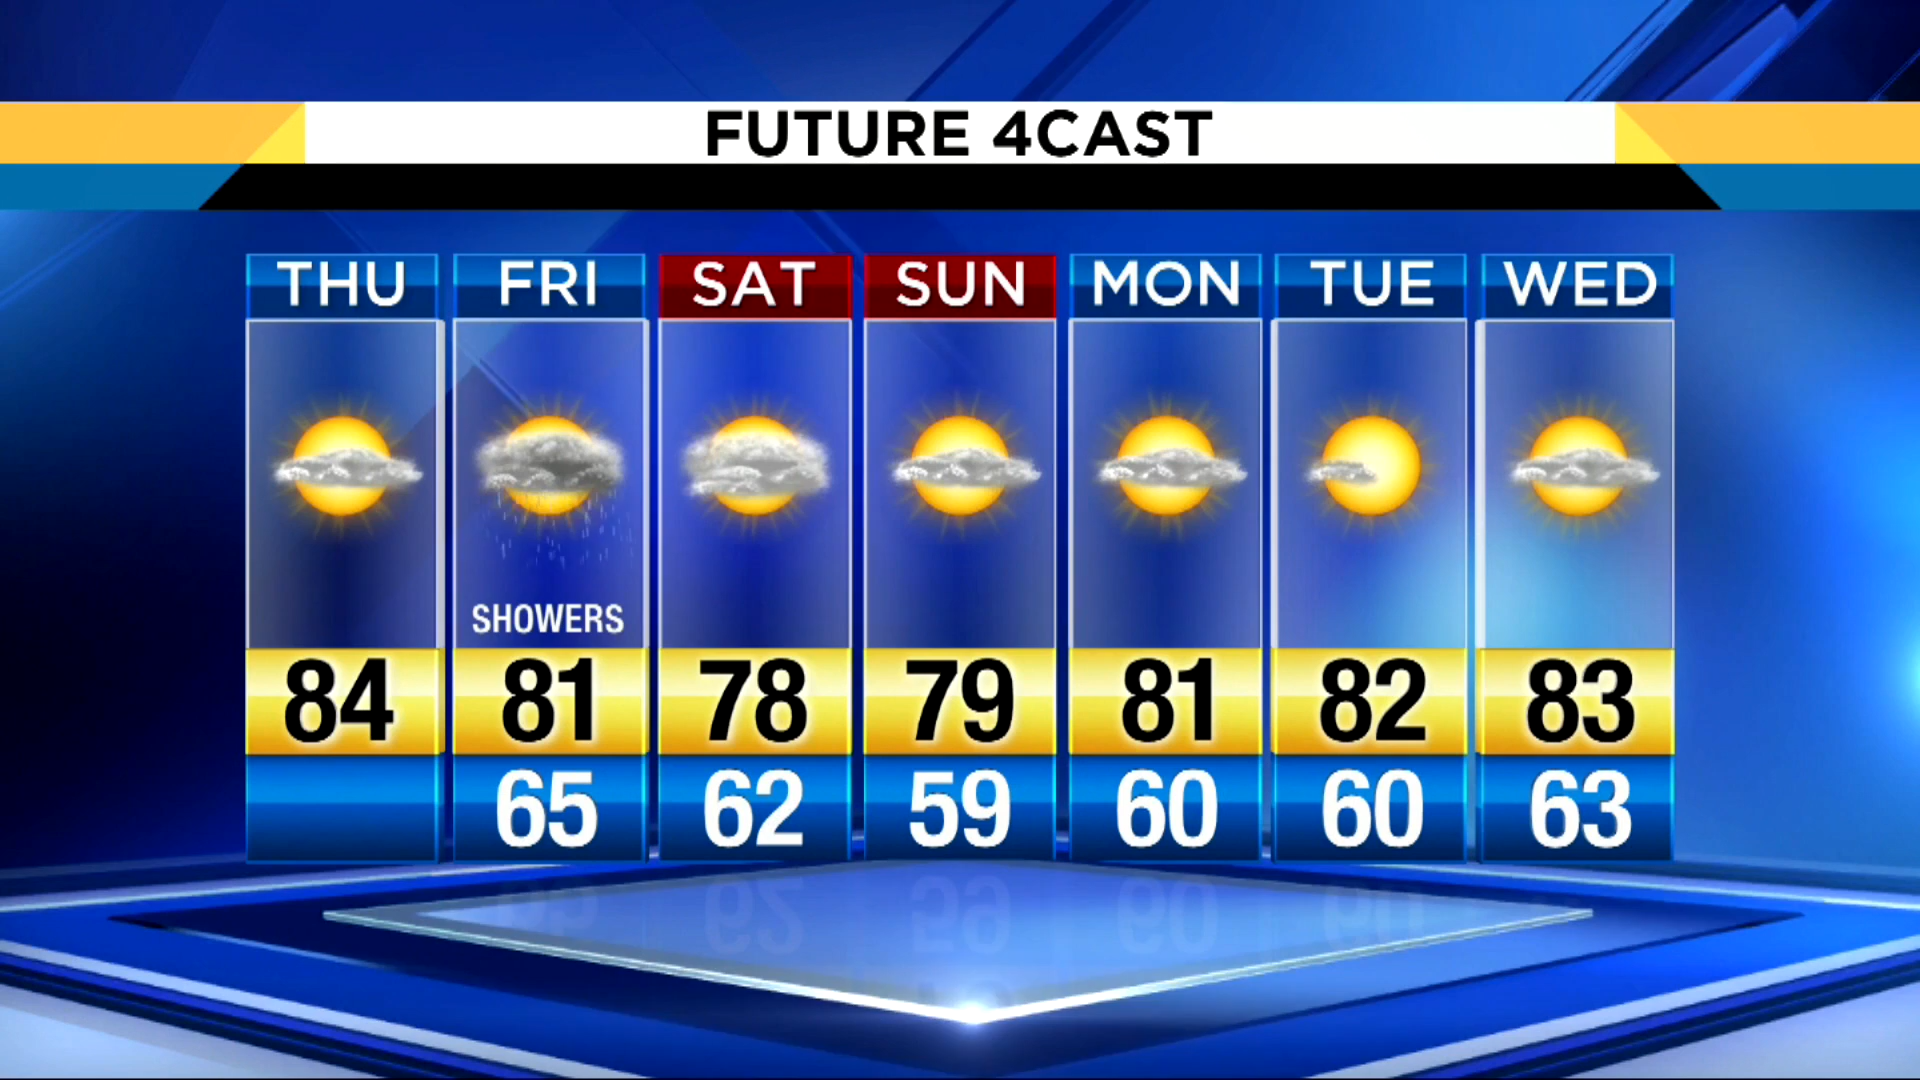 FUTURE 4CAST
THU FRI SAT SUN MON TUE WED
SHOWERS
84 81 78 79 81 82 83
65 62 59 60 60 63